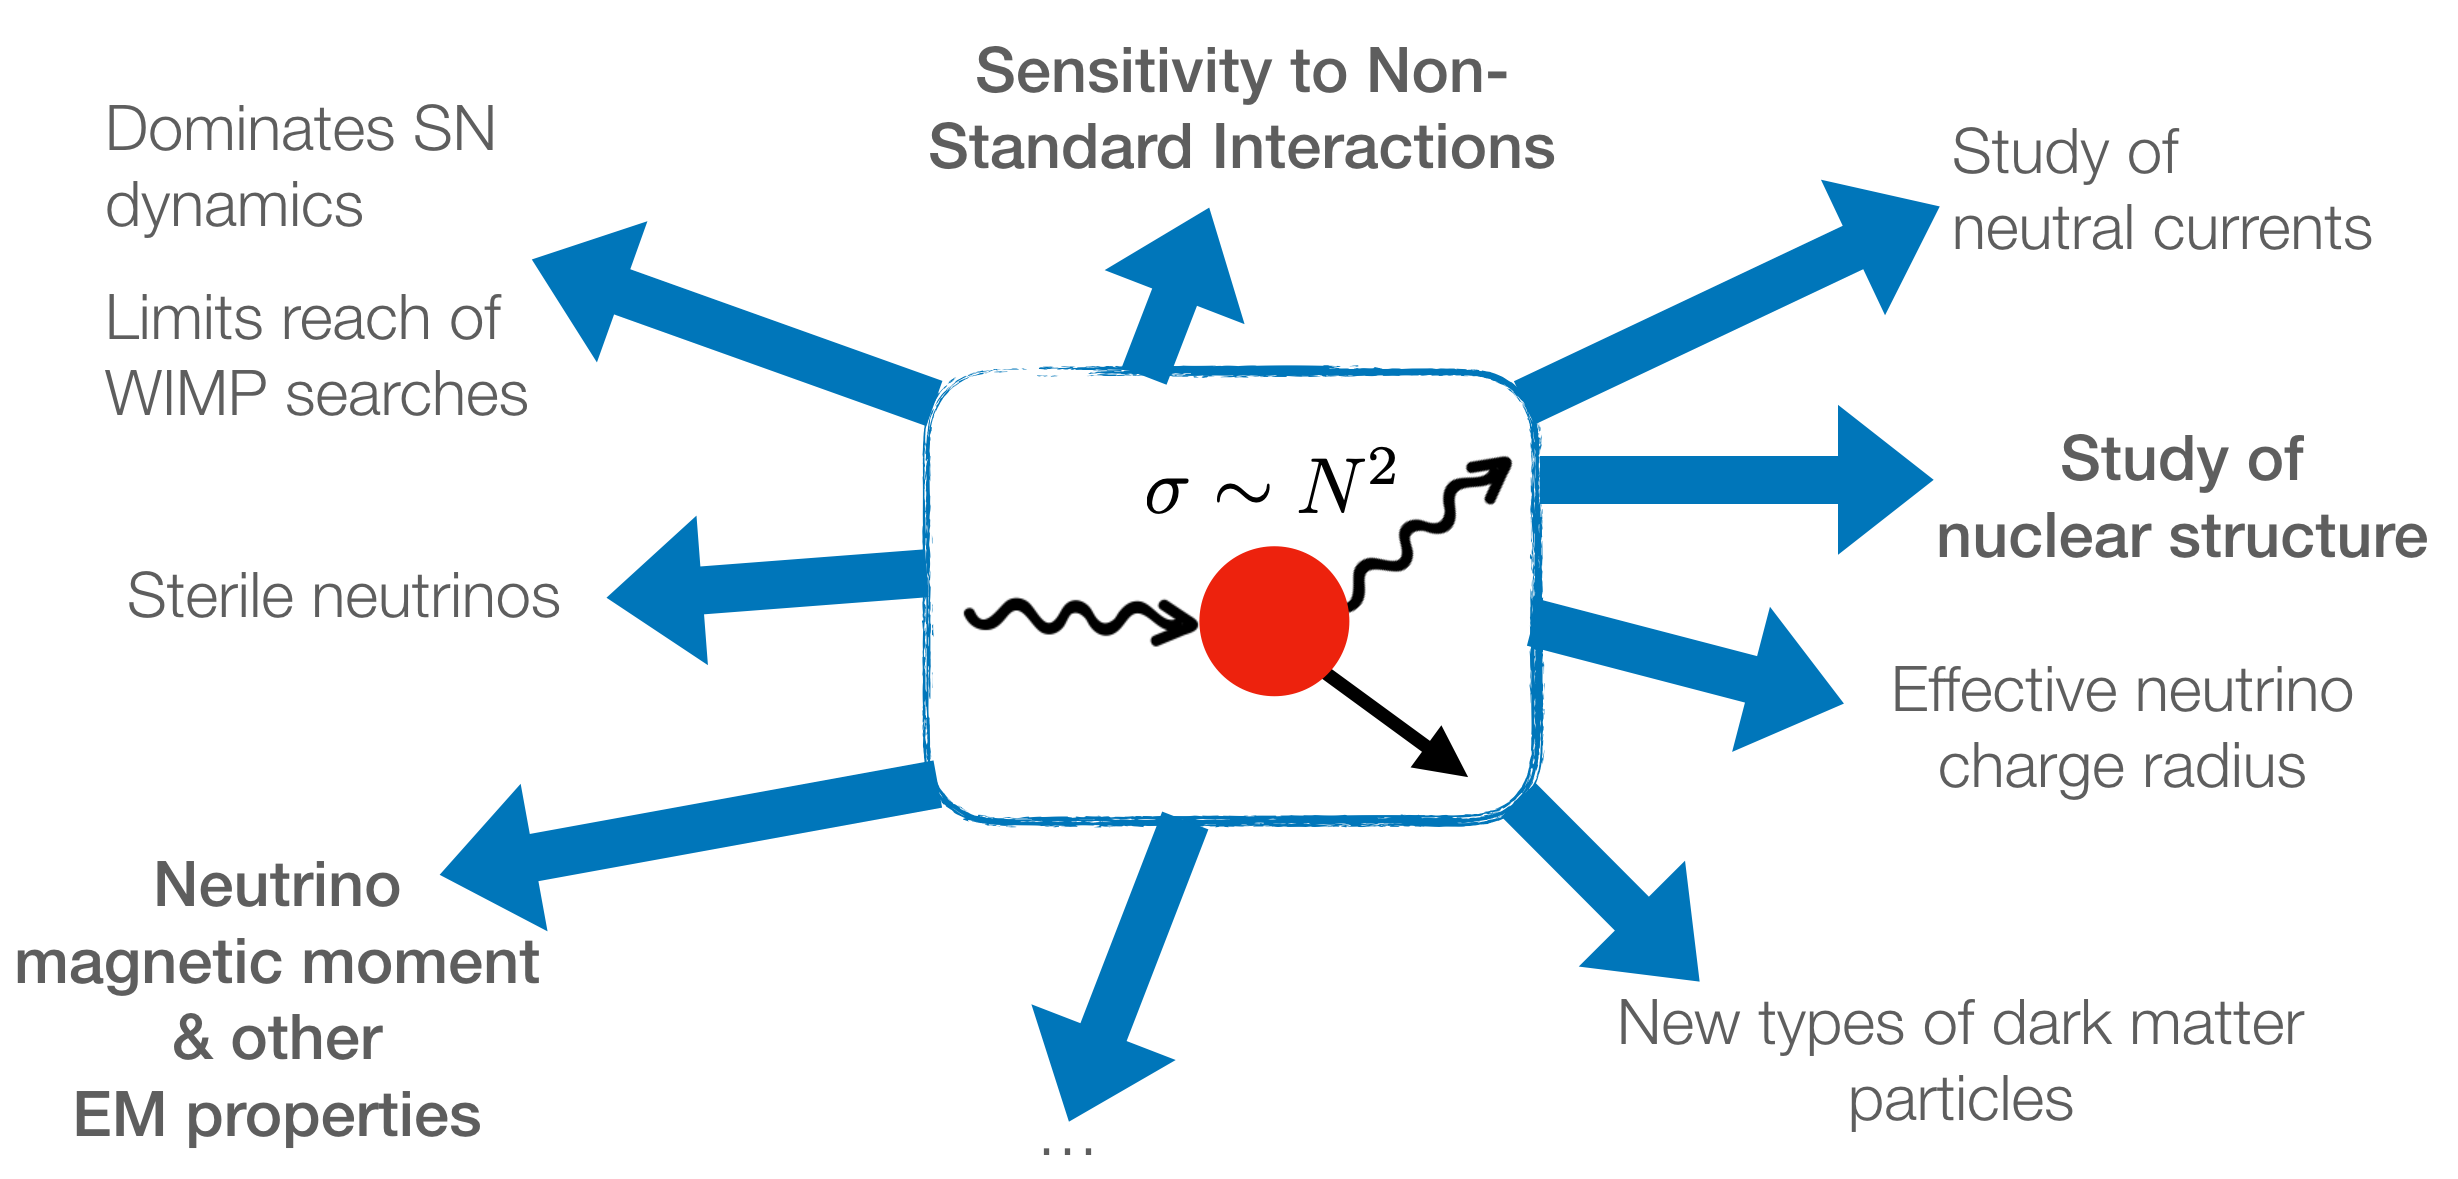 Sensitivity to Non-
Standard Interactions
Dominates SN
dynamics
Limits reach of
WIMP searches
Study of
neutral currents
σ ∼ N²
Study of
nuclear structure
Sterile neutrinos
Effective neutrino
charge radius
Neutrino
magnetic moment
& other
EM properties
New types of dark matter
particles
...